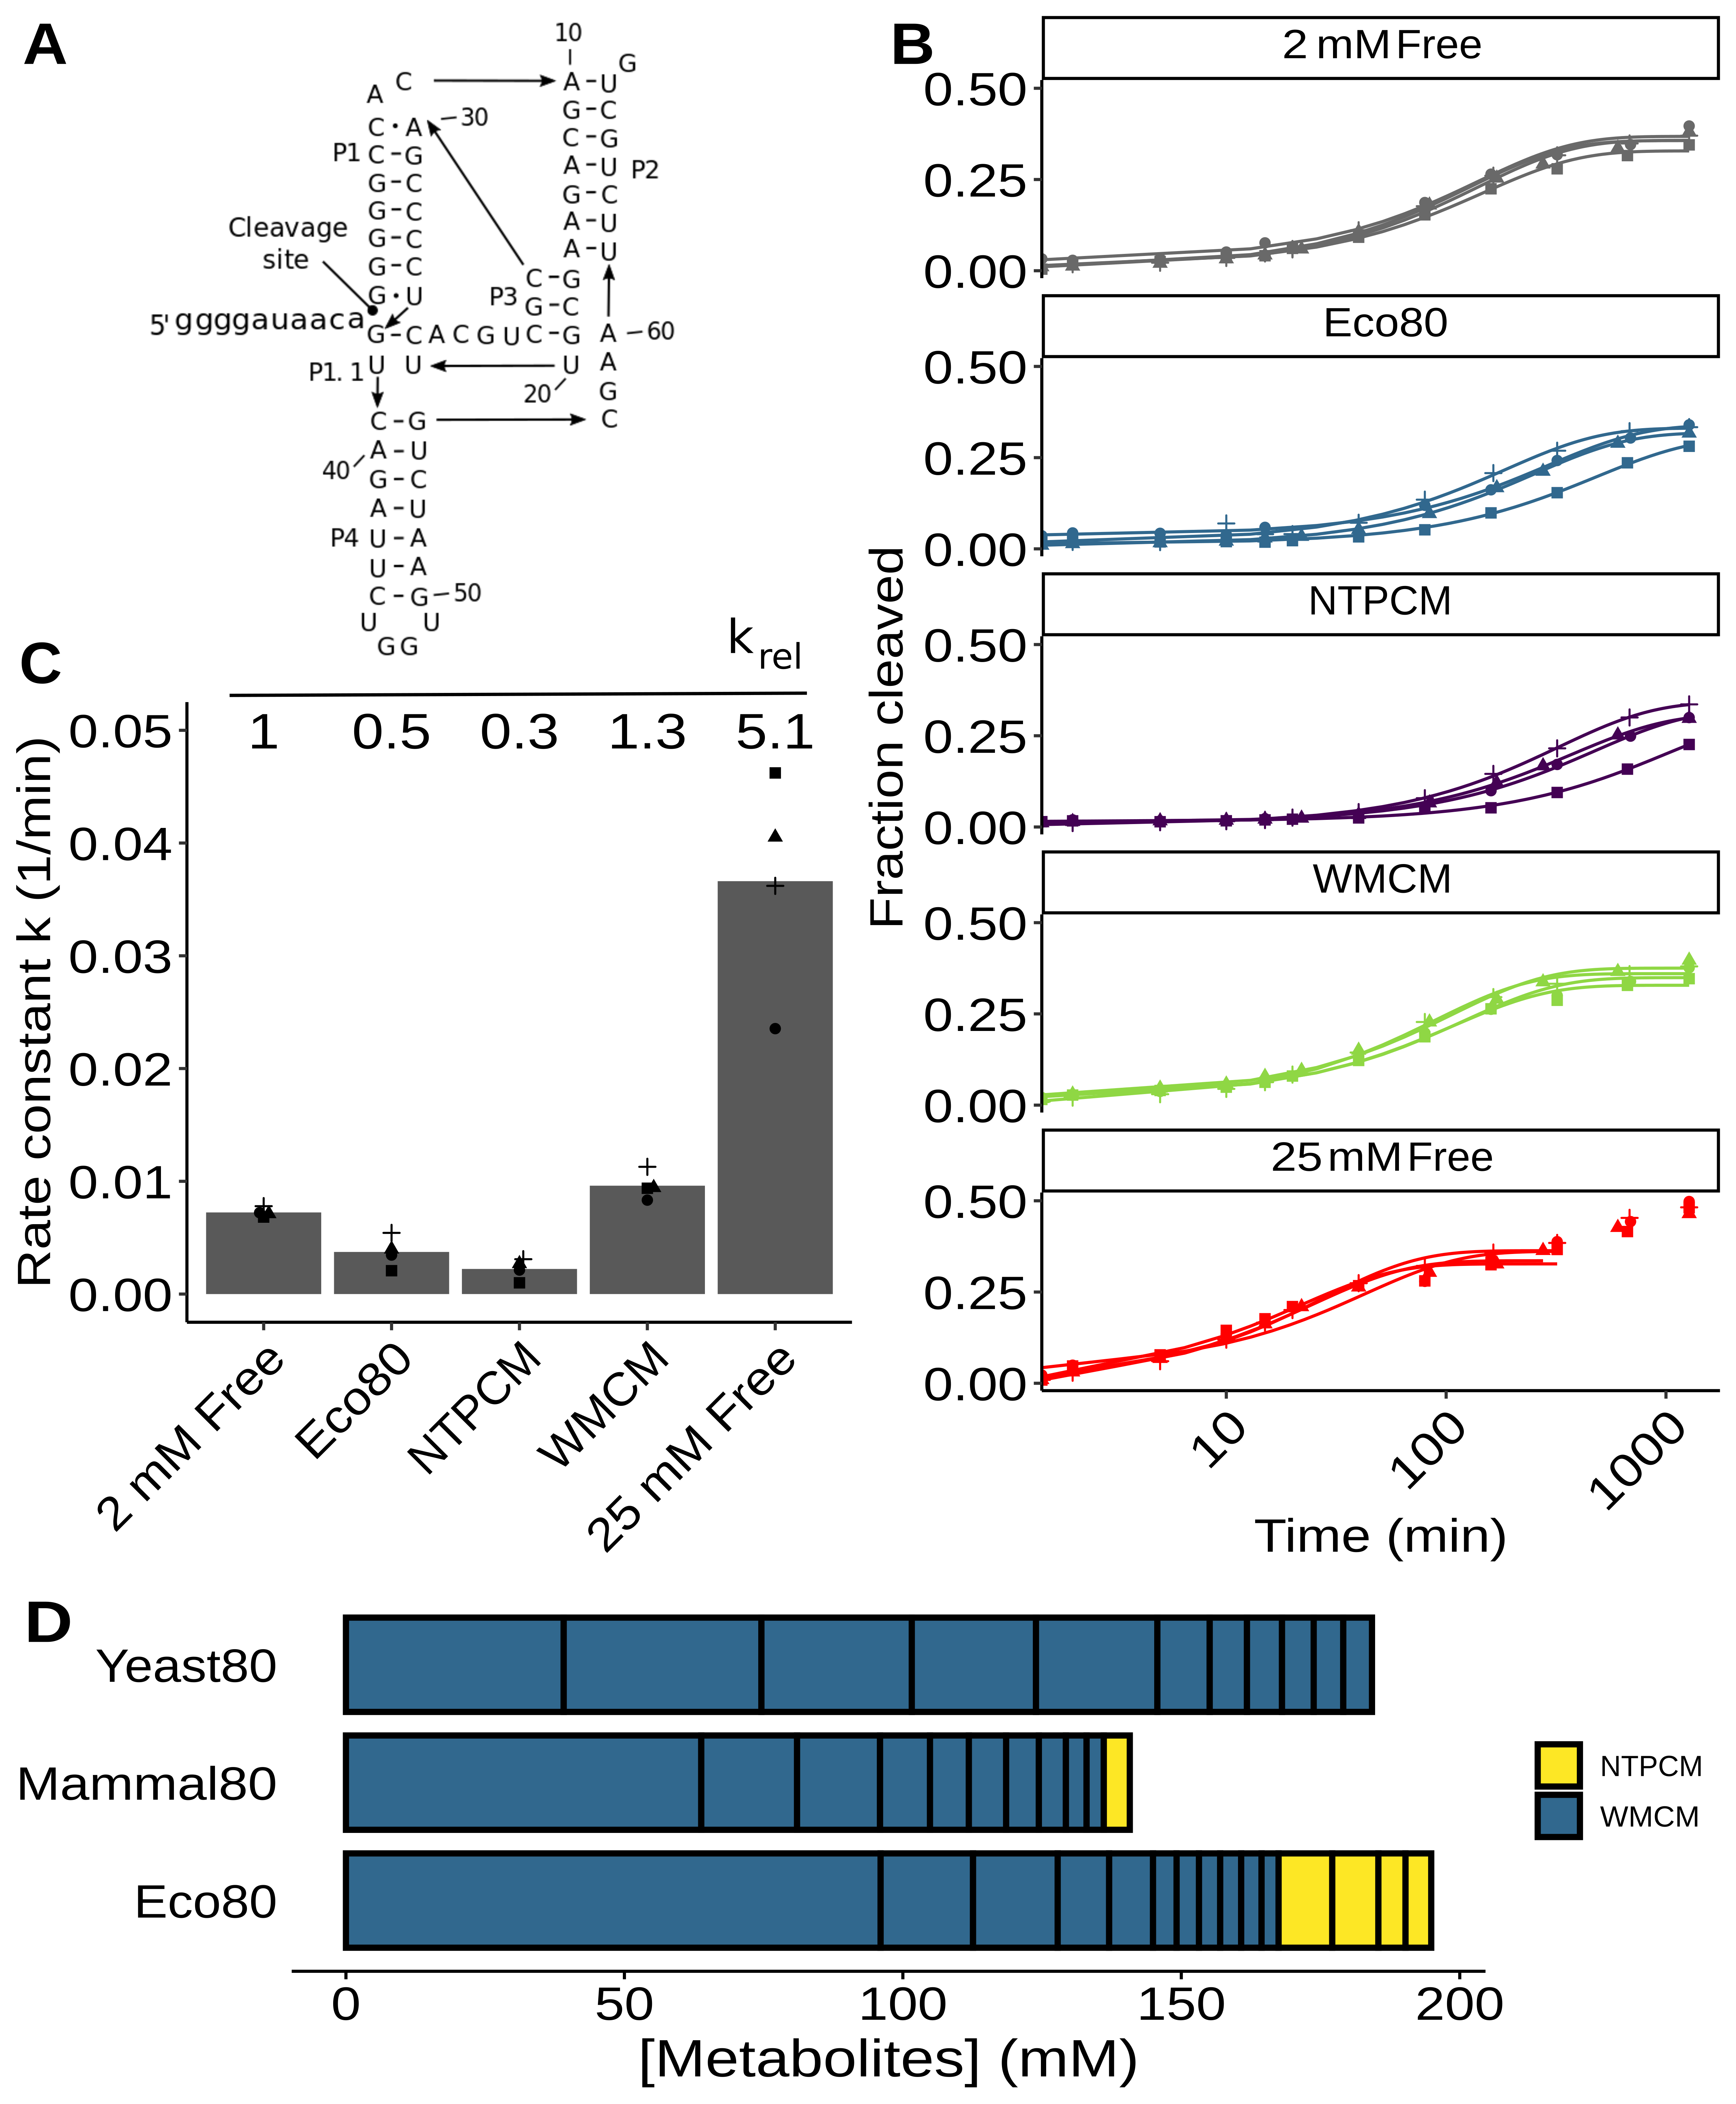 A
10
G
A C
A – U
G – C
C · A – 30
C – G
P1 C – G
A – U P2
G – C
G – C
G – C
A – U
Cleavage
site
G – C
A – U
G – C
C – G
P3
G · U
G – C
5' ggggauaaca
G – C A C G U C – G A – 60
P1. 1 U U U A
20 G
C – G C
A – U
40
G – C
A – U
P4 U – A
U – A
C – G – 50
U U
G G
B
Fraction cleaved
2 mM Free
0.50
0.25
0.00
Eco80
0.50
0.25
0.00
NTPCM
0.50
0.25
0.00
WMCM
0.50
0.25
0.00
25 mM Free
0.50
0.25
0.00
10
100
1000
Time (min)
C
k rel
1 0.5 0.3 1.3 5.1
Rate constant k (1/min)
0.05
0.04
0.03
0.02
0.01
0.00
2 mM Free
Eco80
NTPCM
WMCM
25 mM Free
D
Yeast80
Mammal80
Eco80
NTPCM
WMCM
0 50 100 150 200
[Metabolites] (mM)